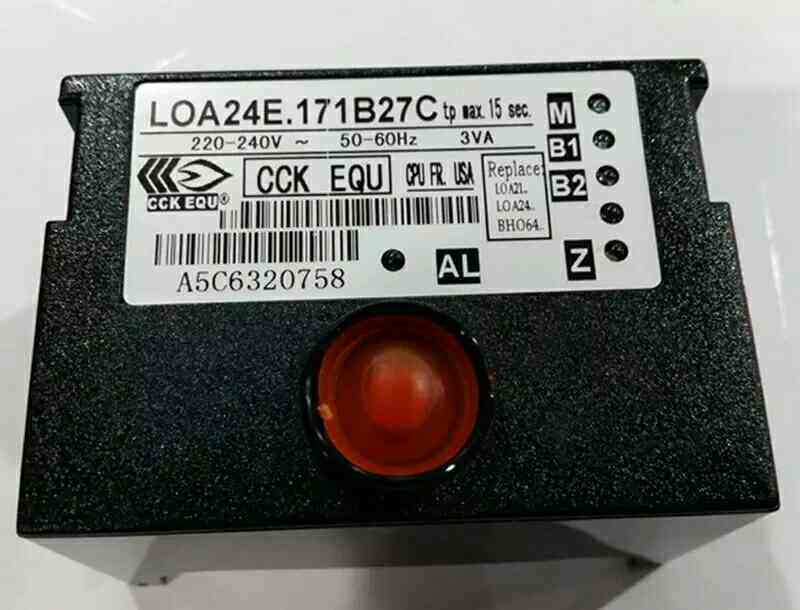 LOA24E.171B27C tp max. 15 sec.
220-240V ~ 50-60Hz 3VA
CCK EQU®
CCK EQU
CPU FR. USA
Replace:
LOA21..
LOA24..
BHO64..
A5C6320758
AL
M
B1
B2
Z